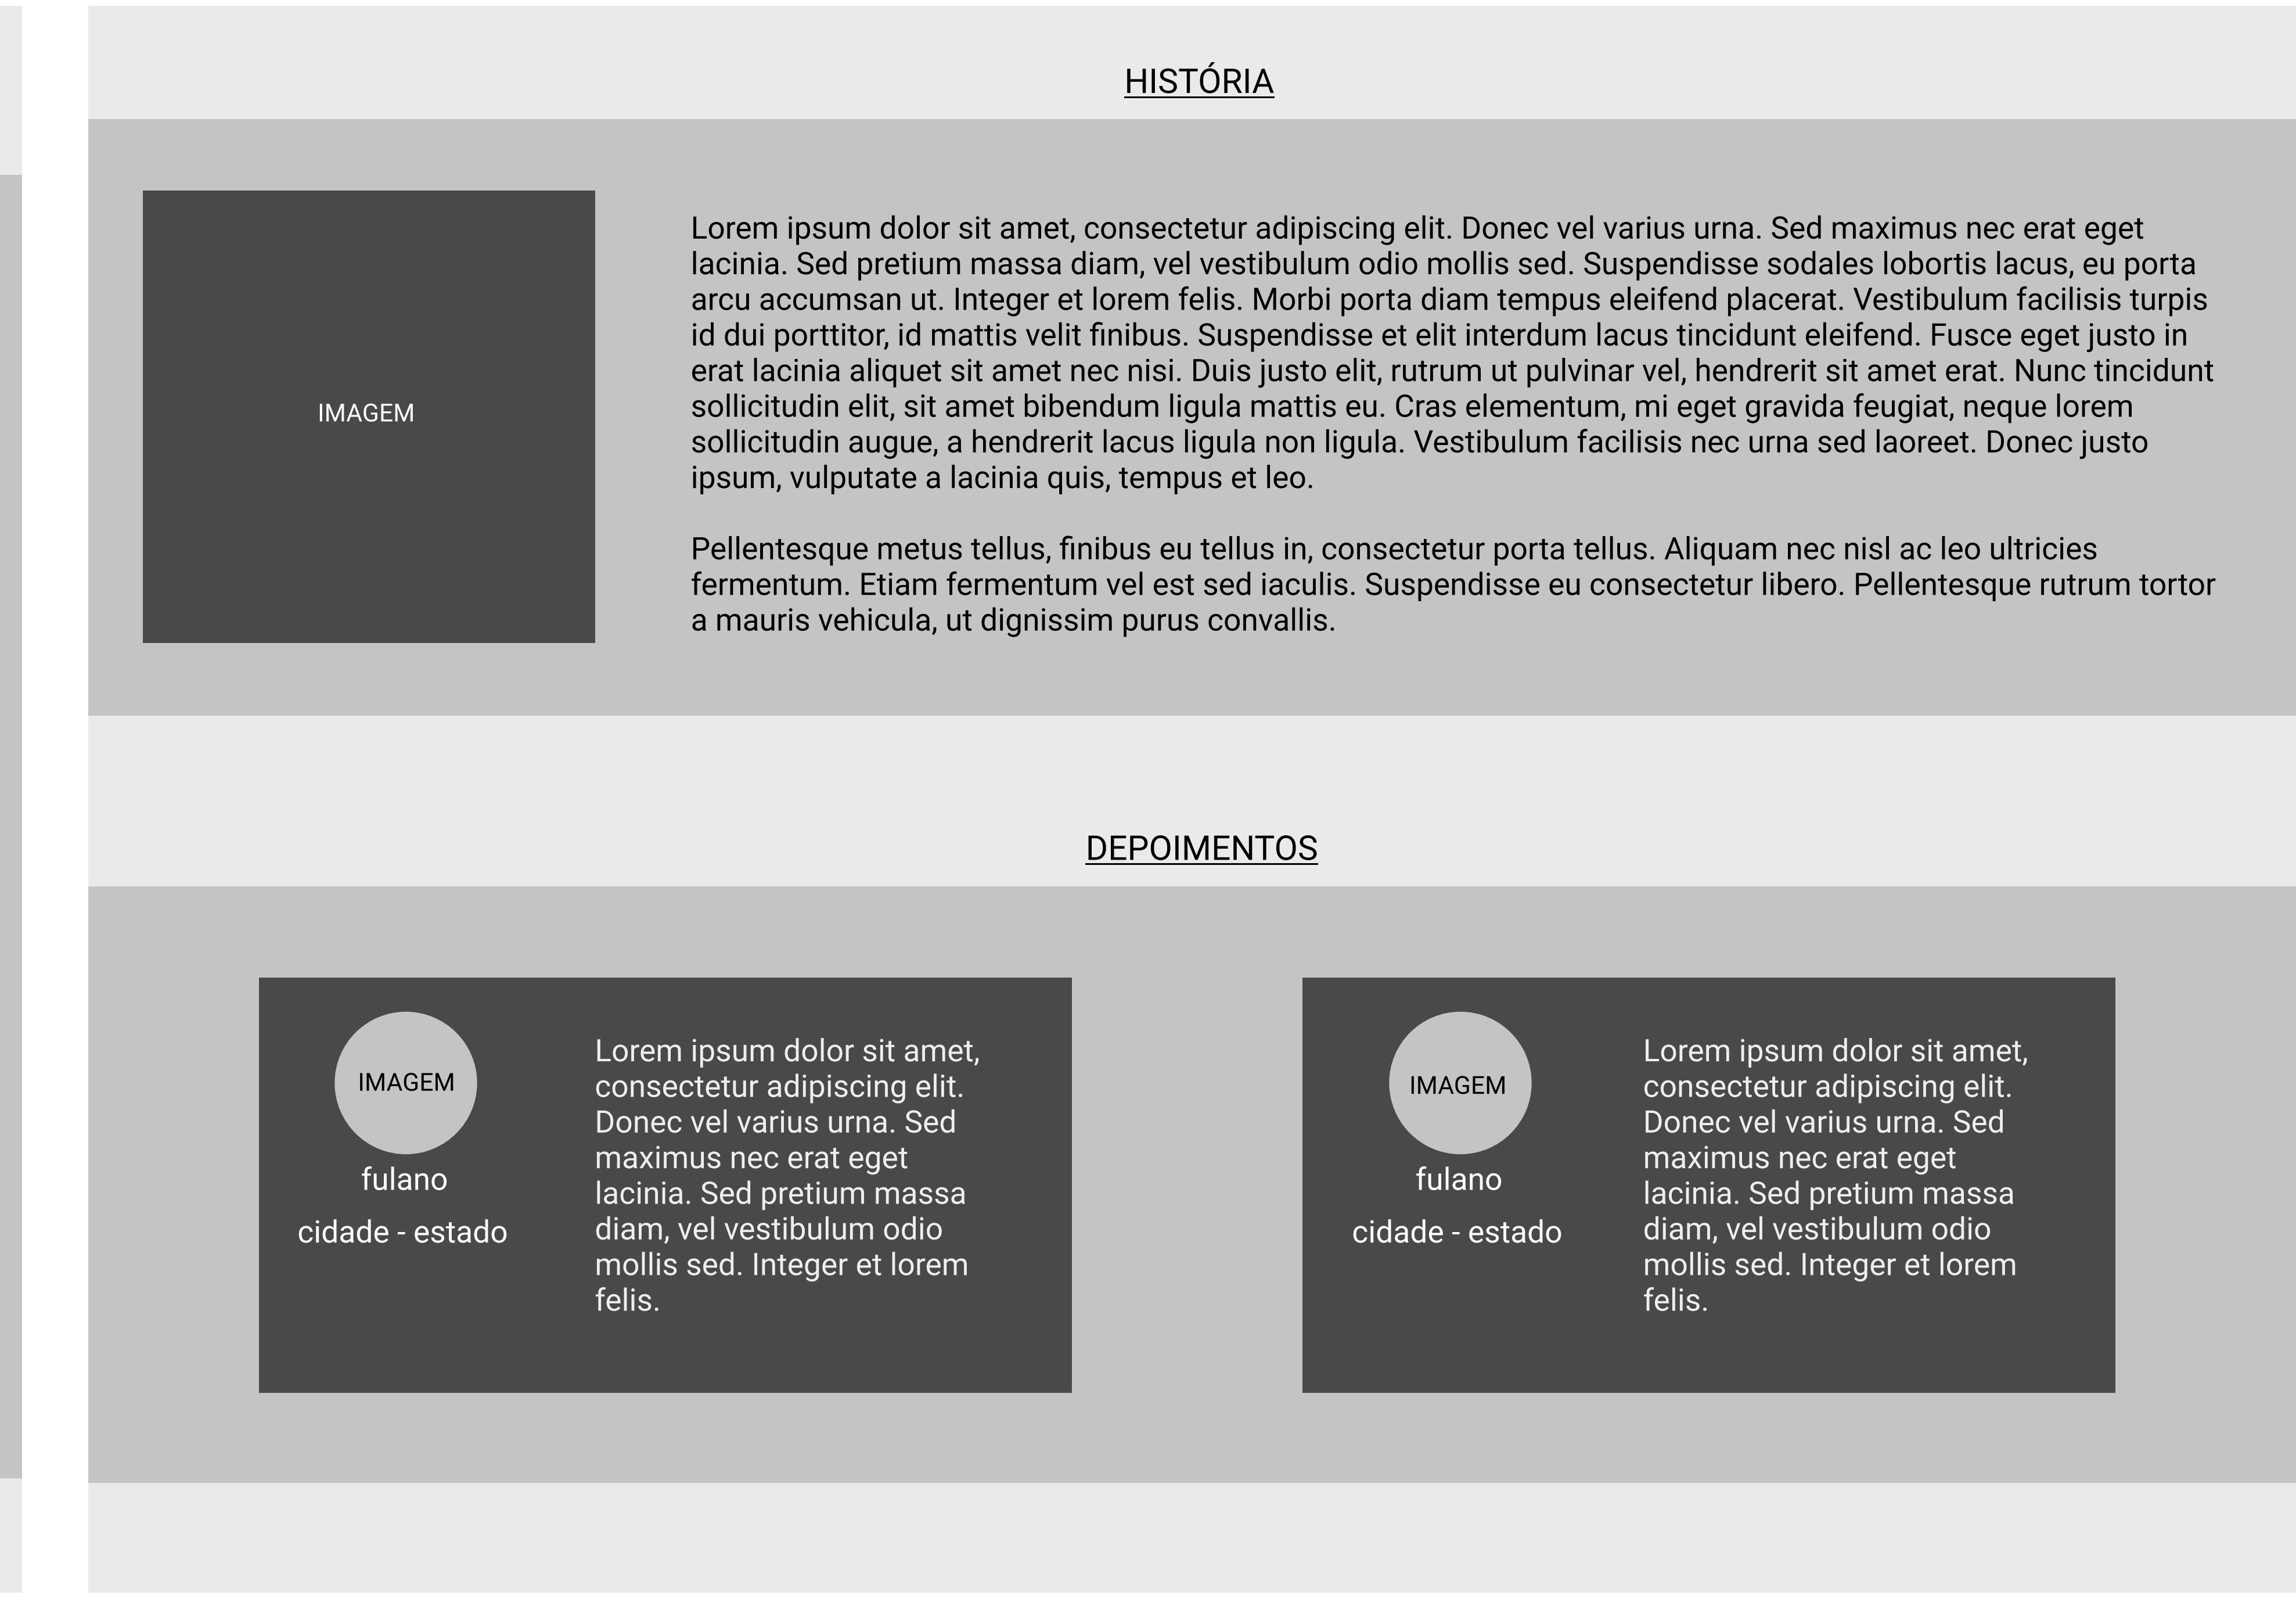 HISTÓRIA
IMAGEM
Lorem ipsum dolor sit amet, consectetur adipiscing elit. Donec vel varius urna. Sed maximus nec erat eget
lacinia. Sed pretium massa diam, vel vestibulum odio mollis sed. Suspendisse sodales lobortis lacus, eu porta
arcu accumsan ut. Integer et lorem felis. Morbi porta diam tempus eleifend placerat. Vestibulum facilisis turpis
id dui porttitor, id mattis velit finibus. Suspendisse et elit interdum lacus tincidunt eleifend. Fusce eget justo in
erat lacinia aliquet sit amet nec nisi. Duis justo elit, rutrum ut pulvinar vel, hendrerit sit amet erat. Nunc tincidunt
sollicitudin elit, sit amet bibendum ligula mattis eu. Cras elementum, mi eget gravida feugiat, neque lorem
sollicitudin augue, a hendrerit lacus ligula non ligula. Vestibulum facilisis nec urna sed laoreet. Donec justo
ipsum, vulputate a lacinia quis, tempus et leo.
Pellentesque metus tellus, finibus eu tellus in, consectetur porta tellus. Aliquam nec nisl ac leo ultricies
fermentum. Etiam fermentum vel est sed iaculis. Suspendisse eu consectetur libero. Pellentesque rutrum tortor
a mauris vehicula, ut dignissim purus convallis.
DEPOIMENTOS
IMAGEM
fulano
cidade - estado
Lorem ipsum dolor sit amet,
consectetur adipiscing elit.
Donec vel varius urna. Sed
maximus nec erat eget
lacinia. Sed pretium massa
diam, vel vestibulum odio
mollis sed. Integer et lorem
felis.
IMAGEM
fulano
cidade - estado
Lorem ipsum dolor sit amet,
consectetur adipiscing elit.
Donec vel varius urna. Sed
maximus nec erat eget
lacinia. Sed pretium massa
diam, vel vestibulum odio
mollis sed. Integer et lorem
felis.